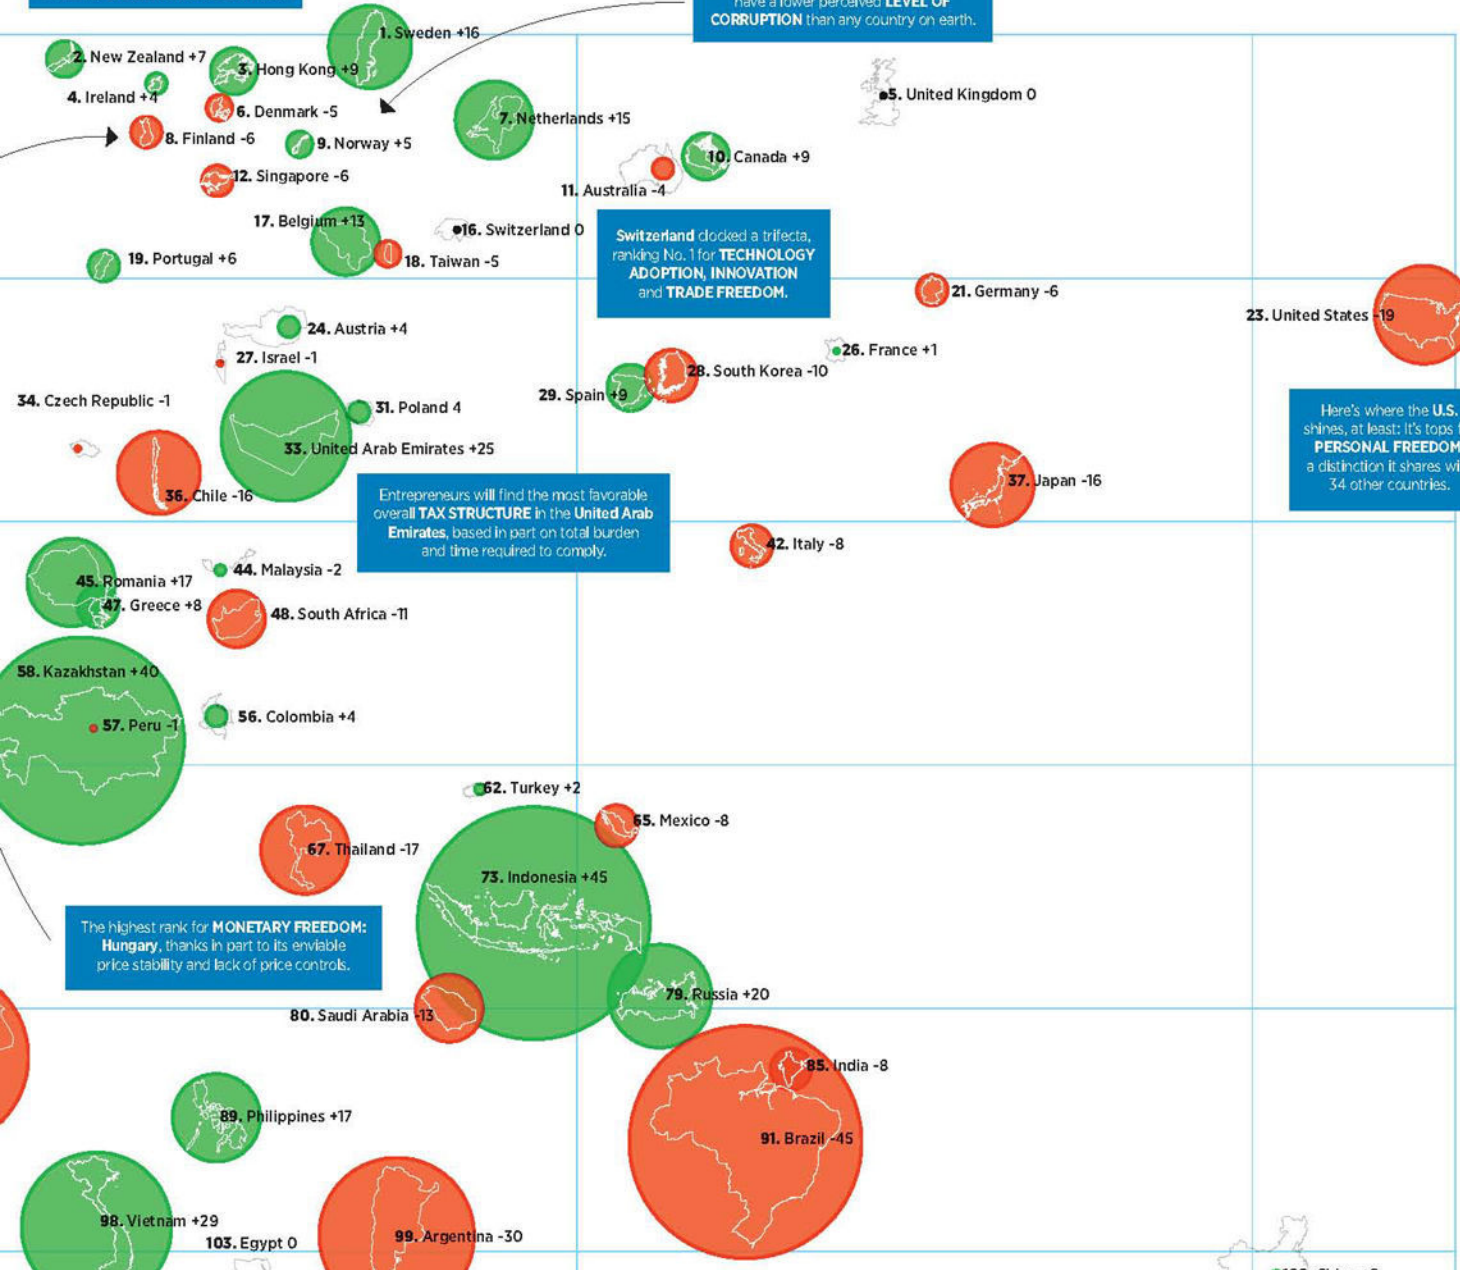 have a lower perceived LEVEL OF
CORRUPTION than any country on earth.
1. Sweden +16
2. New Zealand +7
3. Hong Kong +9
4. Ireland +4
5. United Kingdom 0
6. Denmark -5
7. Netherlands +15
8. Finland -6
9. Norway +5
10. Canada +9
12. Singapore -6
11. Australia -4
17. Belgium +13
16. Switzerland 0
19. Portugal +6
18. Taiwan -5
Switzerland clocked a trifecta,
ranking No. 1 for TECHNOLOGY
ADOPTION, INNOVATION
and TRADE FREEDOM.
21. Germany -6
23. United States -19
24. Austria +4
26. France +1
27. Israel -1
28. South Korea -10
29. Spain +9
34. Czech Republic -1
31. Poland 4
33. United Arab Emirates +25
Here's where the U.S.
shines, at least: It's tops
PERSONAL FREEDOM
a distinction it shares
34 other countries.
36. Chile -16
37. Japan -16
Entrepreneurs will find the most favorable
overall TAX STRUCTURE in the United Arab
Emirates, based in part on total burden
and time required to comply.
42. Italy -8
45. Romania +17
44. Malaysia -2
47. Greece +8
48. South Africa -11
58. Kazakhstan +40
57. Peru -1
56. Colombia +4
62. Turkey +2
65. Mexico -8
67. Thailand -17
73. Indonesia +45
The highest rank for MONETARY FREEDOM:
Hungary, thanks in part to its enviable
price stability and lack of price controls.
79. Russia +20
80. Saudi Arabia -13
85. India -8
89. Philippines +17
91. Brazil -45
98. Vietnam +29
99. Argentina -30
103. Egypt 0